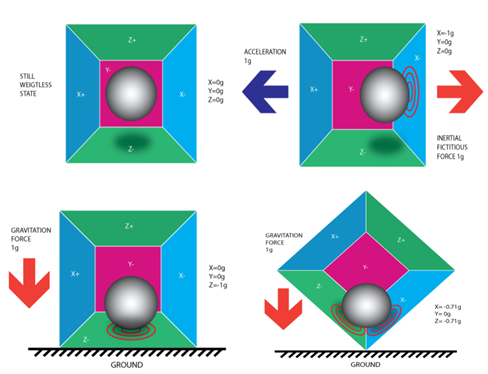 STILL
WEIGHTLESS
STATE
Z+
Y-
X+
X-
Z-
X=0g
Y=0g
Z=0g
ACCELERATION
1g
Z+
X-
Y-
Z-
X=-1g
Y=0g
Z=0g
INERTIAL
FICTITIOUS
FORCE 1g
GRAVITATION
FORCE
1g
Z+
Y-
X+
X-
Z-
X=0g
Y=0g
Z=-1g
GROUND
GRAVITATION
FORCE
1g
X+
Z+
Y-
Z-
X-
X= -0.71g
Y= 0g
Z=-0.71g
GROUND